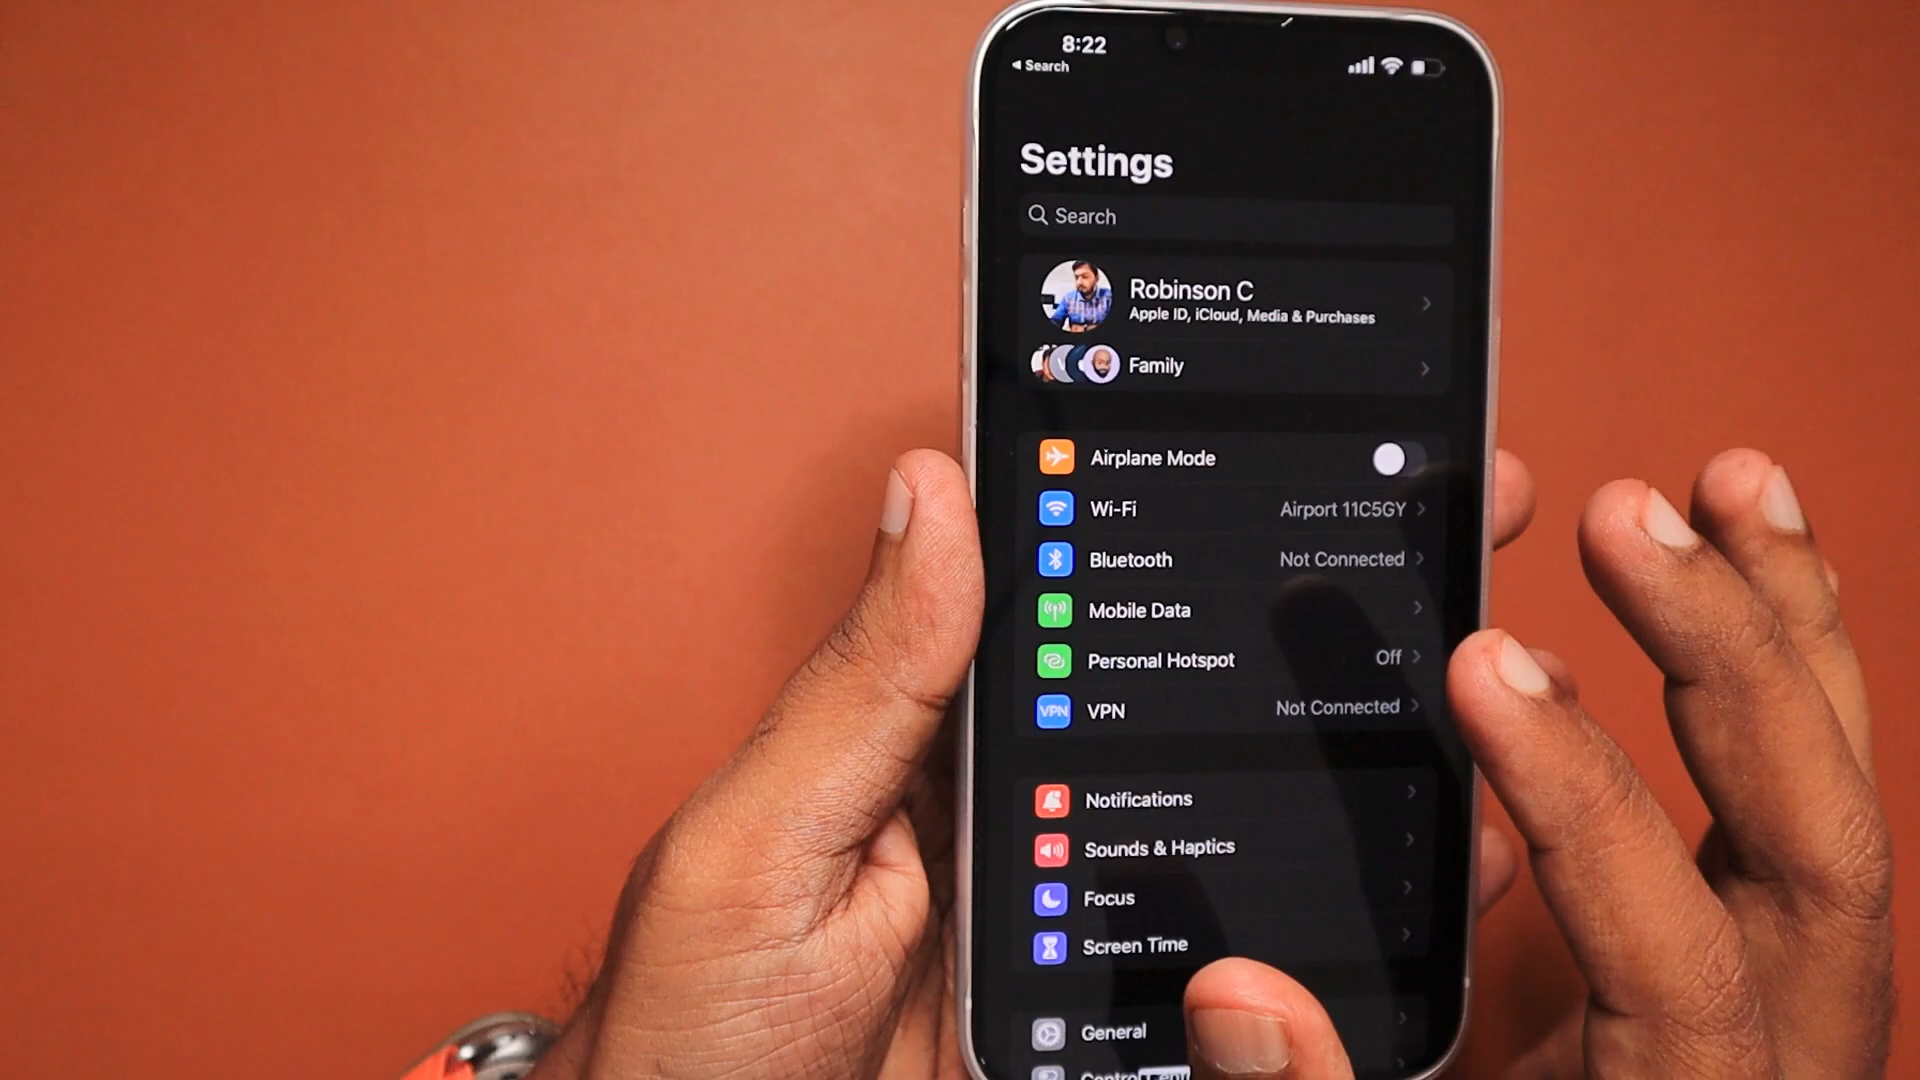 8:22
Search
Settings
Search
Robinson C
Apple ID, iCloud, Media & Purchases
Family
Airplane Mode
Wi-Fi Airport 11C5GY
Bluetooth Not Connected
Mobile Data
Personal Hotspot Off
VPN VPN Not Connected
Notifications
Sounds & Haptics
Focus
Screen Time
General